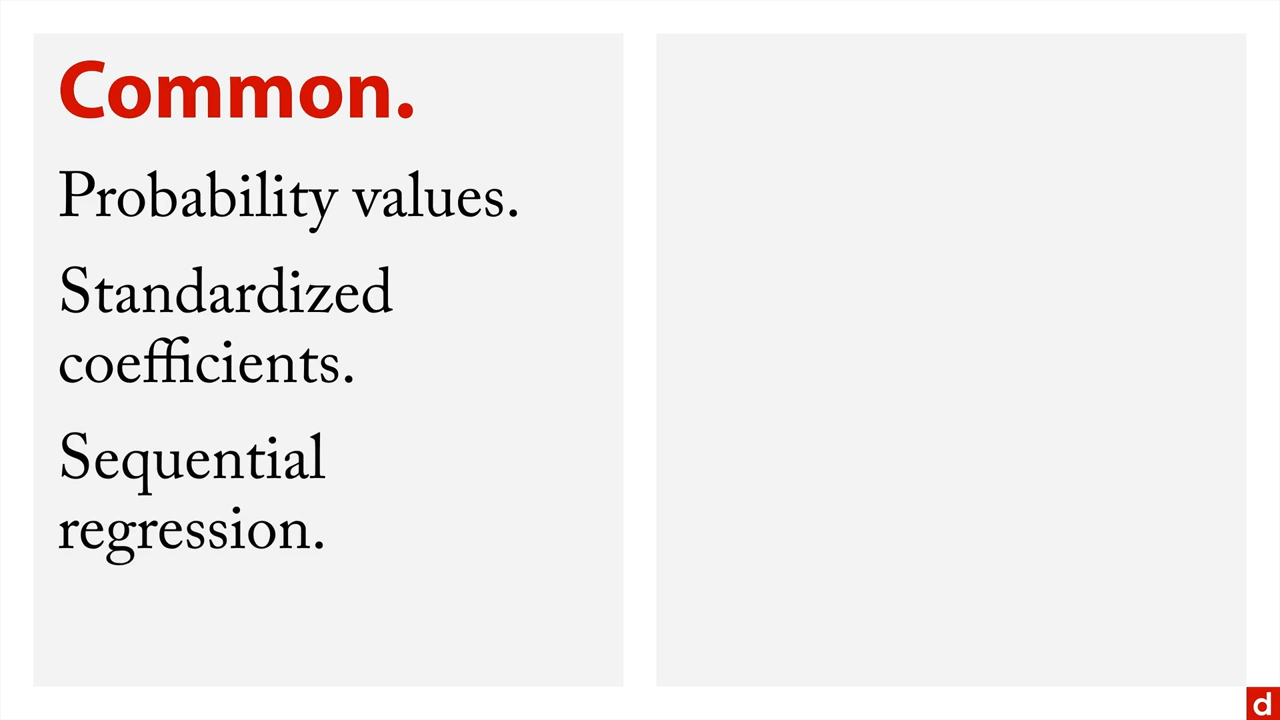 Common.
Probability values.
Standardized
coefficients.
Sequential
regression.
d